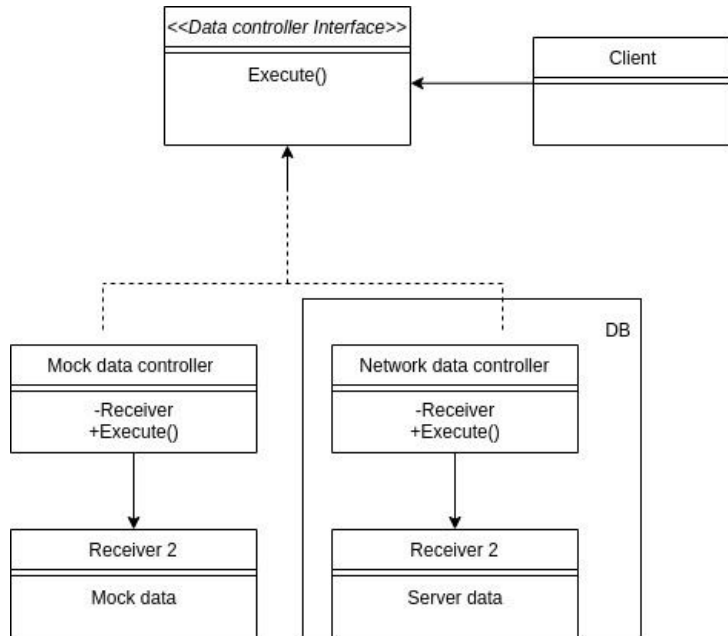 <<Data controller Interface>>
Execute()
Client
DB
Mock data controller
-Receiver
+Execute()
Network data controller
-Receiver
+Execute()
Receiver 2
Mock data
Receiver 2
Server data